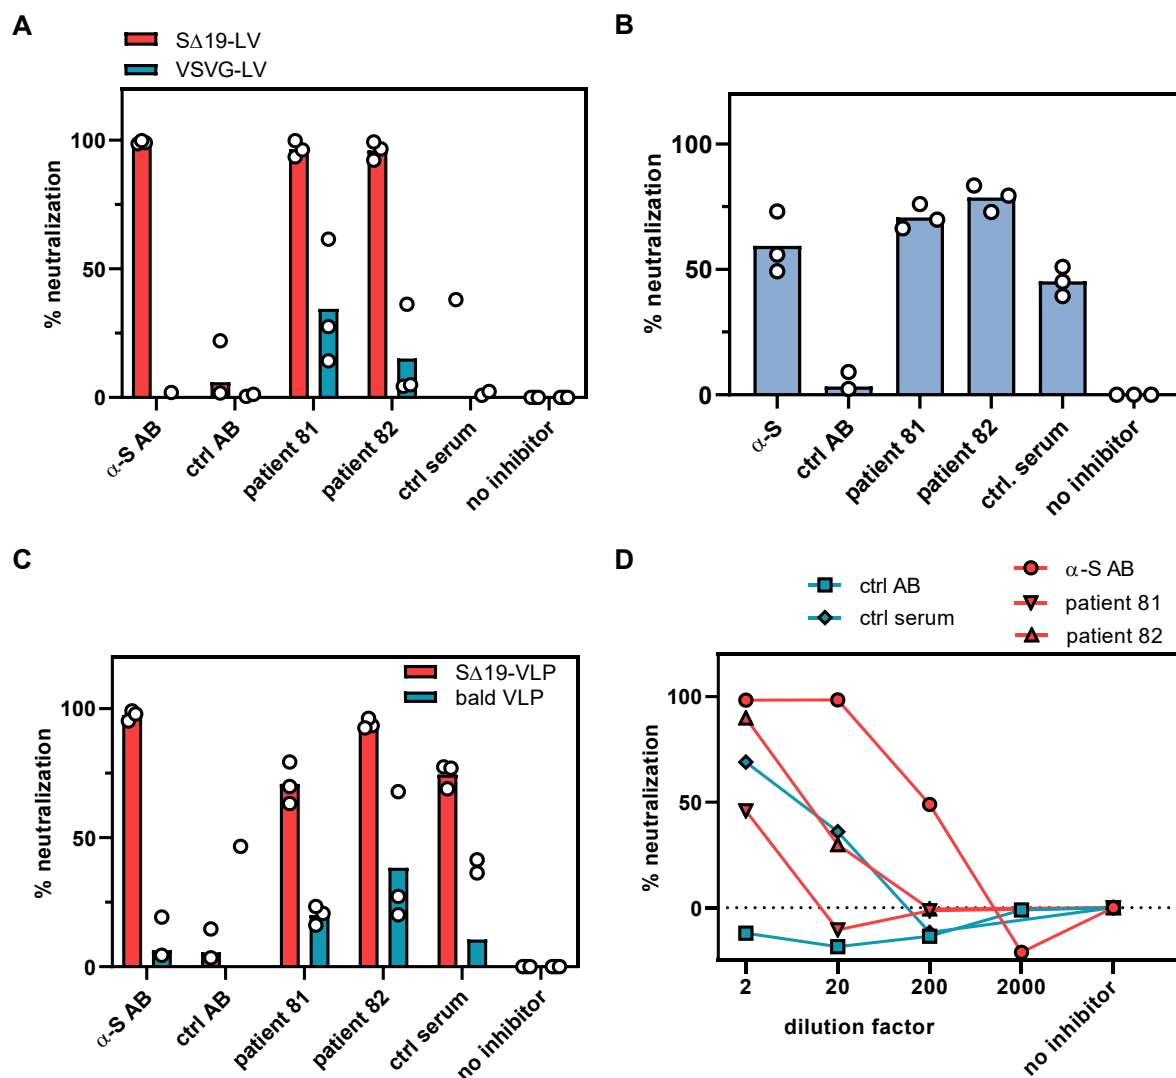 A
SΔ19-LV
VSVG-LV
% neutralization
100
50
0
α-S AB
ctrl AB
patient 81
patient 82
ctrl serum
no inhibitor
B
% neutralization
100
50
0
α-S
ctrl AB
patient 81
patient 82
ctrl. serum
no inhibitor
C
SΔ19-VLP
bald VLP
% neutralization
100
50
0
α-S AB
ctrl AB
patient 81
patient 82
ctrl serum
no inhibitor
D
ctrl AB
ctrl serum
α-S AB
patient 81
patient 82
% neutralization
100
50
0
2
20
200
2000
no inhibitor
dilution factor